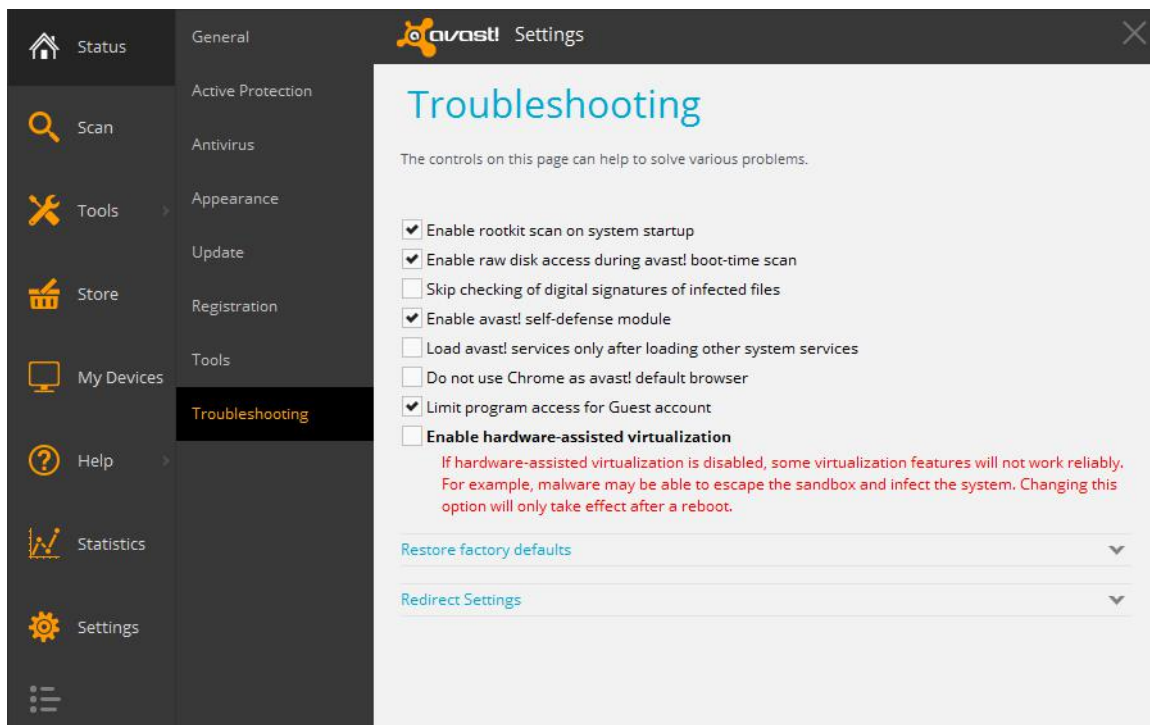 Status
Scan
Tools
Store
My Devices
Help
Statistics
Settings
General
Active Protection
Antivirus
Appearance
Update
Registration
Tools
Troubleshooting
avast! Settings
Troubleshooting
The controls on this page can help to solve various problems.
Enable rootkit scan on system startup
Enable raw disk access during avast! boot-time scan
Skip checking of digital signatures of infected files
Enable avast! self-defense module
Load avast! services only after loading other system services
Do not use Chrome as avast! default browser
Limit program access for Guest account
Enable hardware-assisted virtualization
If hardware-assisted virtualization is disabled, some virtualization features will not work reliably.
For example, malware may be able to escape the sandbox and infect the system. Changing this
option will only take effect after a reboot.
Restore factory defaults
Redirect Settings